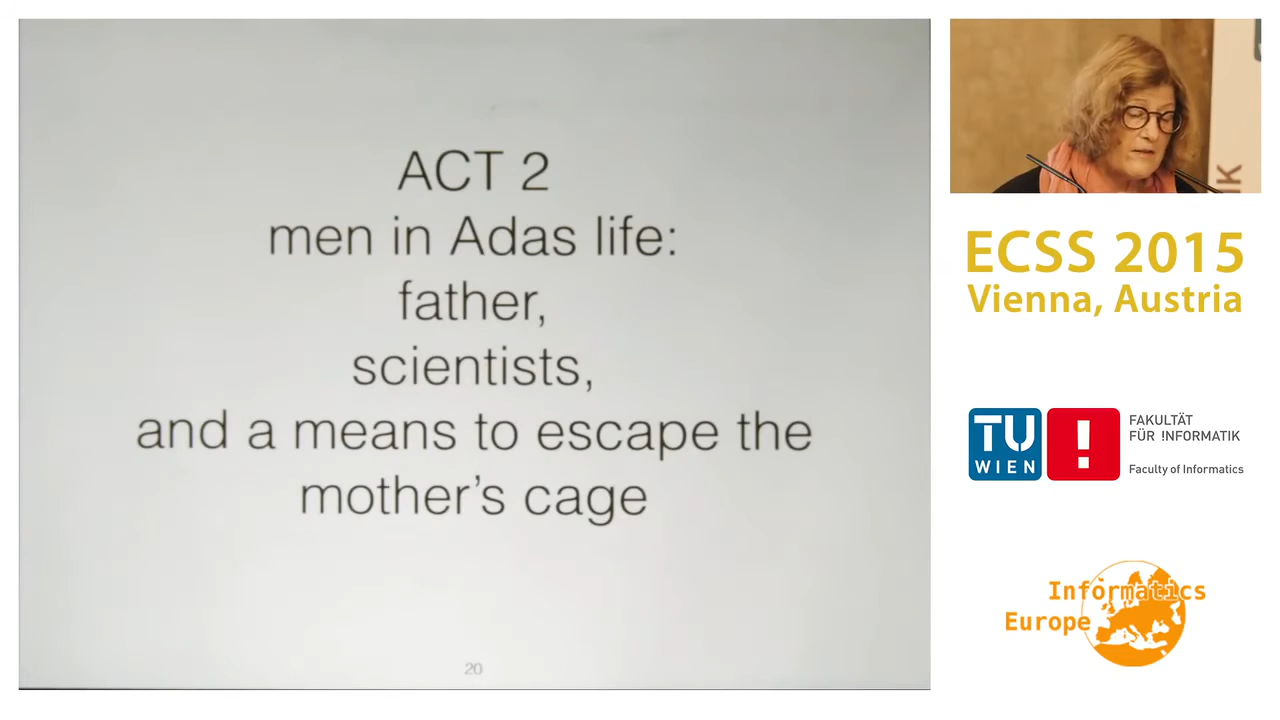 ACT 2
men in Adas life:
father,
scientists,
and a means to escape the
mother’s cage
20
IK
ECSS 2015
Vienna, Austria
TU
WIEN
!
FAKULTÄT
FÜR !NFORMATIK
Faculty of Informatics
Informatics
Europe